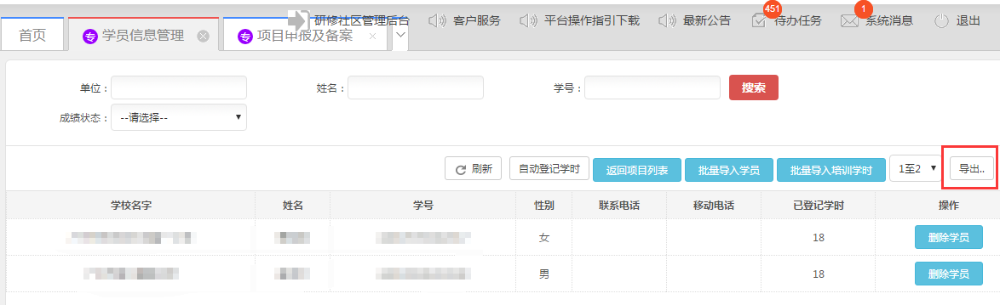 研修社区管理后台 客户服务 平台操作指引下载 最新公告 451 待办任务 1 系统消息 退出
首页 专 学员信息管理 专 项目申报及备案
单位： 姓名： 学号： 搜索
成绩状态： --请选择--
刷新 自动登记学时 返回项目列表 批量导入学员 批量导入培训学时 1至2 导出..
学校名字 姓名 学号 性别 联系电话 移动电话 已登记学时 操作
女 18 删除学员
男 18 删除学员